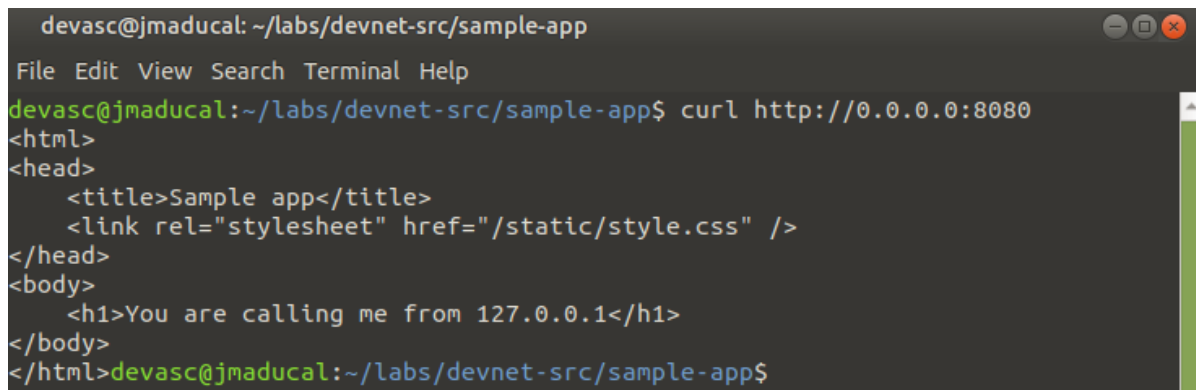 devasc@jmaducal: ~/labs/devnet-src/sample-app
File Edit View Search Terminal Help
devasc@jmaducal:~/labs/devnet-src/sample-app$ curl http://0.0.0.0:8080
<html>
<head>
    <title>Sample app</title>
    <link rel="stylesheet" href="/static/style.css" />
</head>
<body>
    <h1>You are calling me from 127.0.0.1</h1>
</body>
</html>devasc@jmaducal:~/labs/devnet-src/sample-app$